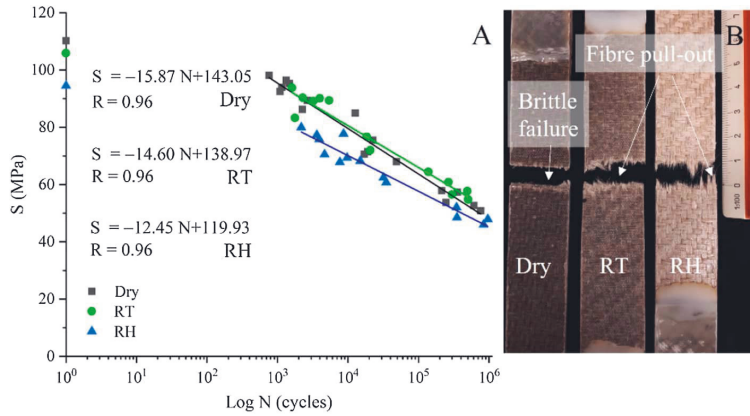 A
B
120
100
80
60
40
20
0
S (MPa)
S = –15.87 N+143.05
R = 0.96
Dry
S = –14.60 N+138.97
R = 0.96
RT
S = –12.45 N+119.93
R = 0.96
RH
Dry
RT
RH
10⁰ 10¹ 10² 10³ 10⁴ 10⁵ 10⁶
Log N (cycles)
Fibre pull-out
Brittle
failure
Dry
RT
RH